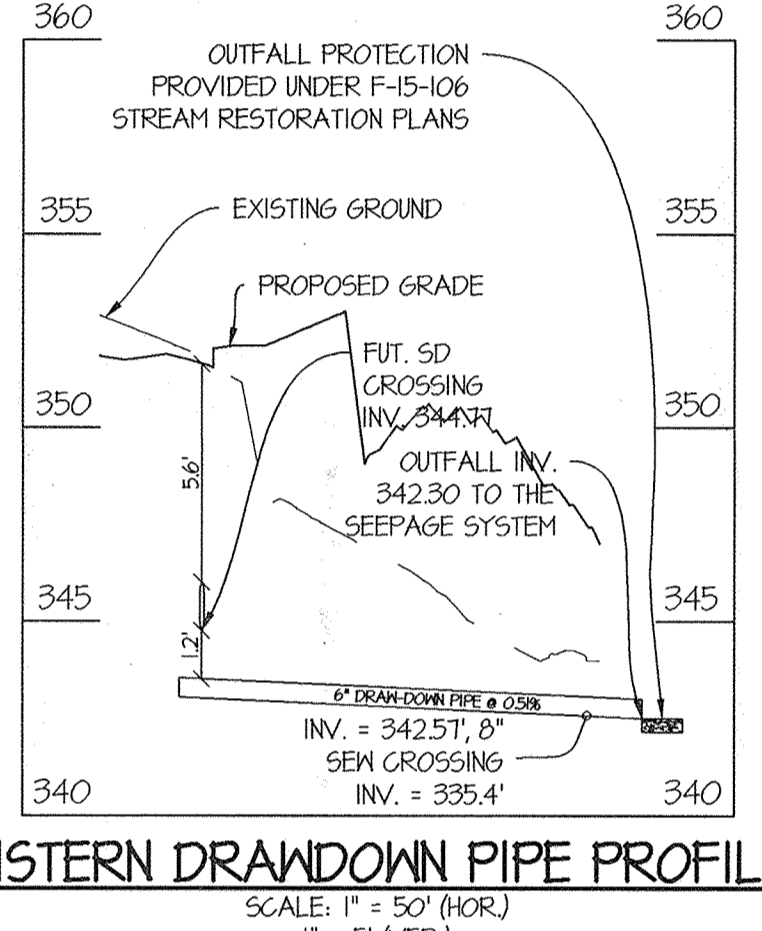 360 360
OUTFALL PROTECTION
PROVIDED UNDER F-15-106
STREAM RESTORATION PLANS
355 355
EXISTING GROUND
PROPOSED GRADE
FUT. SD
CROSSING
INV. 344.77
350 350
OUTFALL INV.
342.30 TO THE
SEEPAGE SYSTEM
5.6'
345 345
1.2'
6" DRAW-DOWN PIPE @ 0.51%
INV. = 342.57', 8"
SEW CROSSING
INV. = 335.4'
340 340
ISTERN DRAWDOWN PIPE PROFIL
SCALE: 1" = 50' (HOR.)